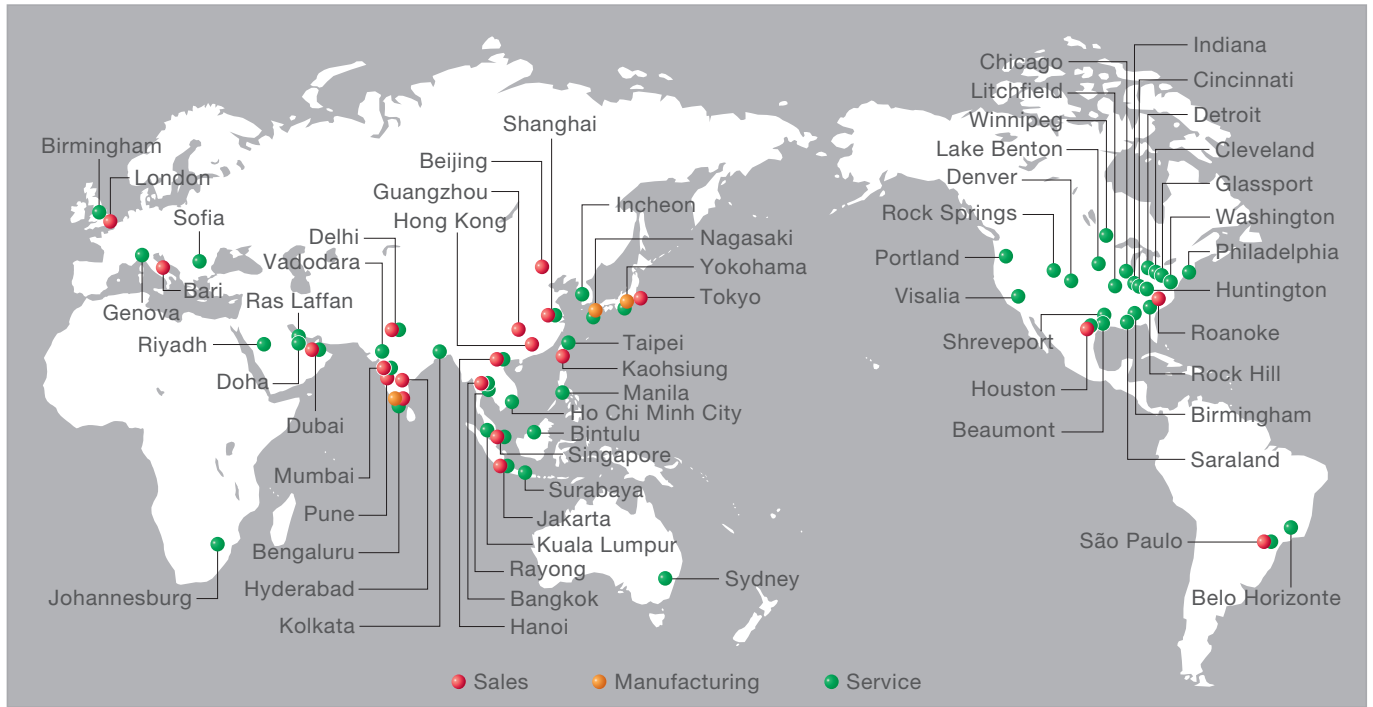 Birmingham
London
Sofia
Bari
Genova
Ras Laffan
Riyadh
Doha
Dubai
Johannesburg
Delhi
Vadodara
Mumbai
Pune
Bengaluru
Hyderabad
Kolkata
Shanghai
Beijing
Guangzhou
Hong Kong
Incheon
Nagasaki
Yokohama
Tokyo
Taipei
Kaohsiung
Manila
Ho Chi Minh City
Bintulu
Singapore
Surabaya
Jakarta
Kuala Lumpur
Rayong
Bangkok
Hanoi
Sydney
Chicago
Litchfield
Winnipeg
Lake Benton
Denver
Rock Springs
Portland
Visalia
Shreveport
Houston
Beaumont
Indiana
Cincinnati
Detroit
Cleveland
Glassport
Washington
Philadelphia
Huntington
Roanoke
Rock Hill
Birmingham
Saraland
São Paulo
Belo Horizonte
Sales
Manufacturing
Service